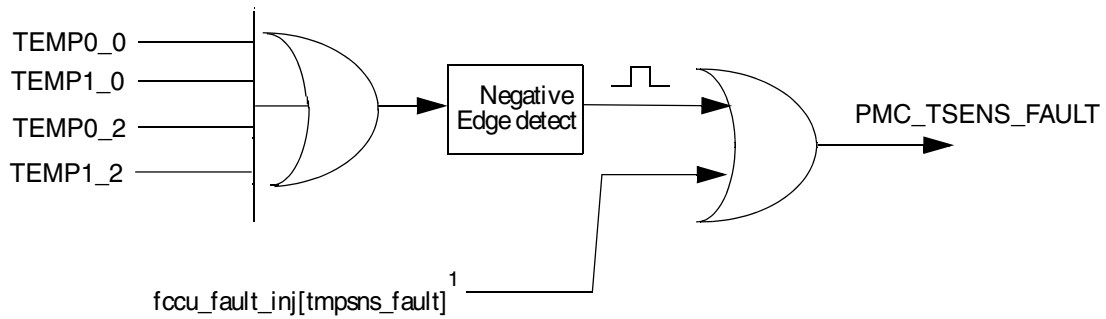 TEMP0_0
TEMP1_0
TEMP0_2
TEMP1_2
Negative
Edge detect
PMC_TSENS_FAULT
fccu_fault_inj[tmpsns_fault]1